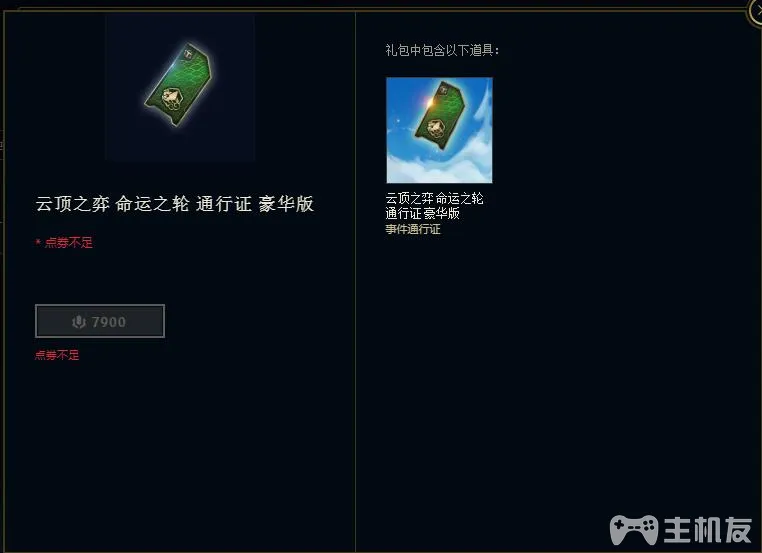 礼包中包含以下道具:
云顶之弈 命运之轮 通行证 豪华版
* 点券不足
7900
点券不足
云顶之弈 命运之轮
通行证 豪华版
事件通行证
主机友